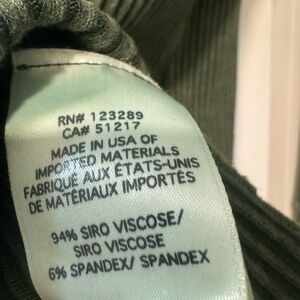 RN# 123289
CA# 51217
MADE IN USA OF
IMPORTED MATERIALS
FABRIQUÉ AUX ÉTATS-UNIS
DE MATÉRIAUX IMPORTÉS
94% SIRO VISCOSE/
SIRO VISCOSE
6% SPANDEX/ SPANDEX